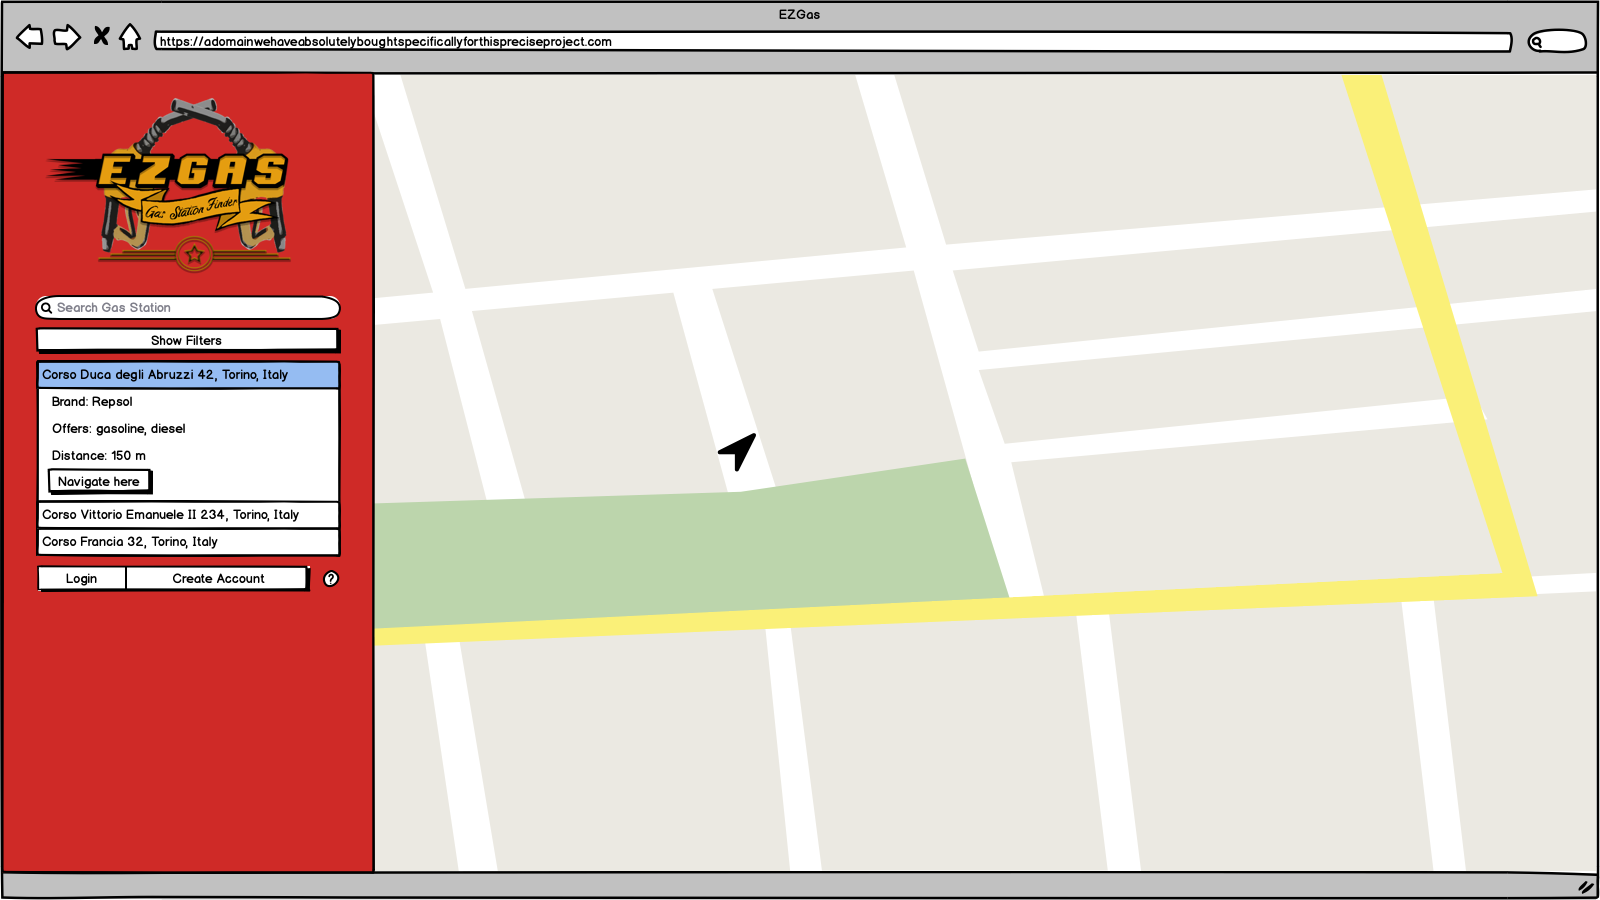 EZGas
https://adomainwehaveabsolutelyboughtspecificallyforthispreciseproject.com
EZGAS
Gas Station Finder
Search Gas Station
Show Filters
Corso Duca degli Abruzzi 42, Torino, Italy
Brand: Repsol
Offers: gasoline, diesel
Distance: 150 m
Navigate here
Corso Vittorio Emanuele II 234, Torino, Italy
Corso Francia 32, Torino, Italy
Login
Create Account
?